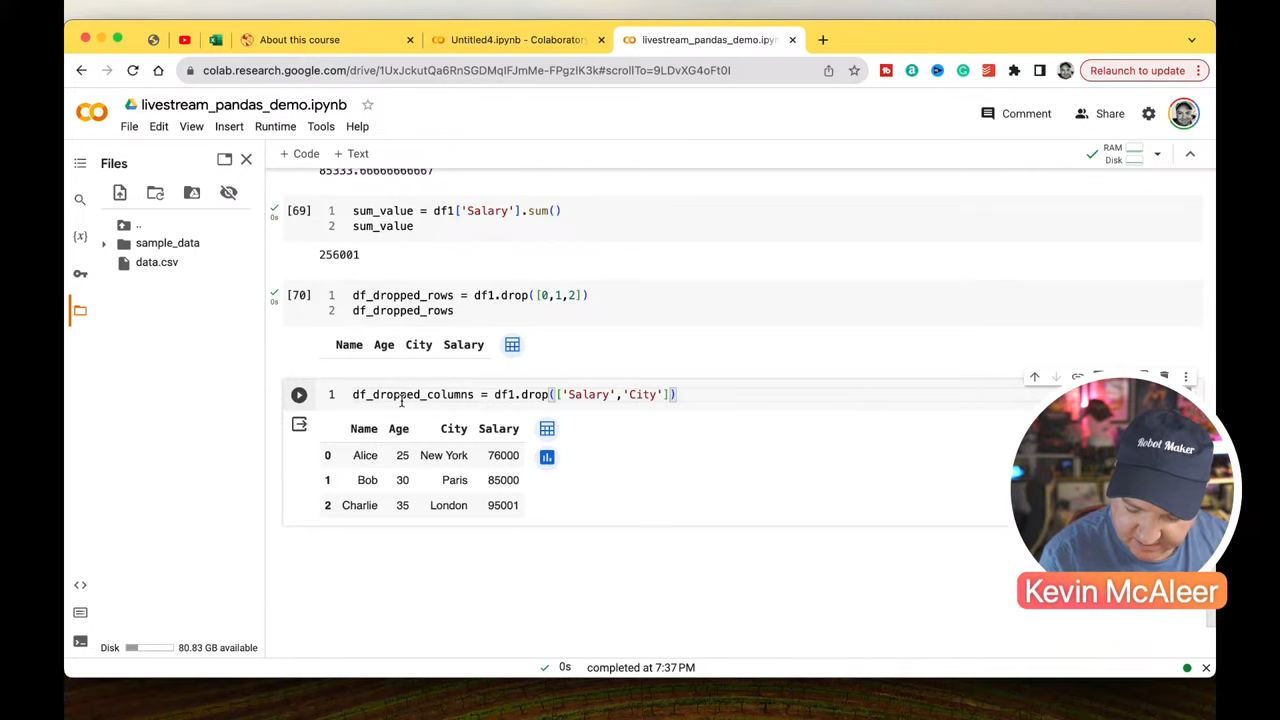 About this course
Untitled4.ipynb - Colaboratory
livestream_pandas_demo.ipyn
colab.research.google.com/drive/1UxJckutQa6RnSGDMqIFJmMe-FPgzlK3k#scrollTo=9LDvXG4oFt0I
Relaunch to update
livestream_pandas_demo.ipynb
File Edit View Insert Runtime Tools Help
Comment
Share
Files
+ Code + Text
RAM
Disk
..
sample_data
data.csv
85333.66666666667
[69]
1 sum_value = df1['Salary'].sum()
2 sum_value
256001
[70]
1 df_dropped_rows = df1.drop([0,1,2])
2 df_dropped_rows
Name Age City Salary
1 df_dropped_columns = df1.drop(['Salary','City'])
Name Age City Salary
0 Alice 25 New York 76000
1 Bob 30 Paris 85000
2 Charlie 35 London 95001
Robot Maker
Kevin McAleer
Disk 80.83 GB available
0s completed at 7:37 PM